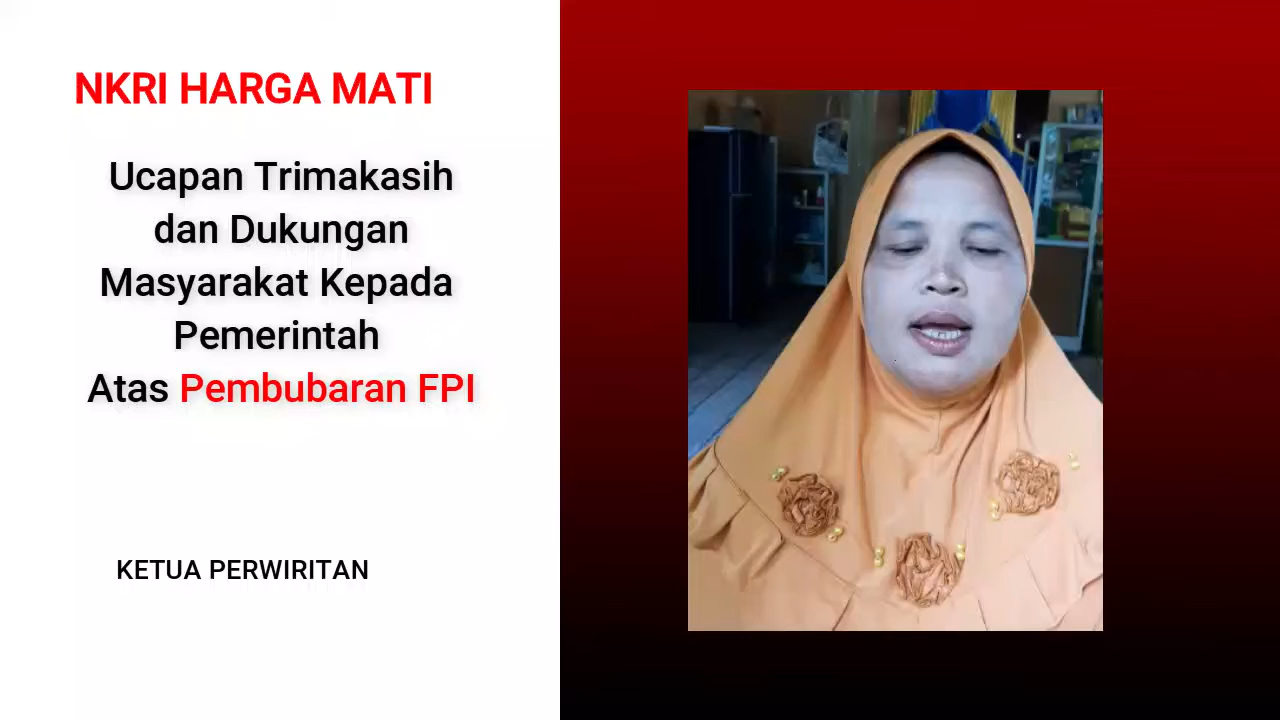 NKRI HARGA MATI
Ucapan Trimakasih
dan Dukungan
Masyarakat Kepada
Pemerintah
Atas Pembubaran FPI
KETUA PERWIRITAN